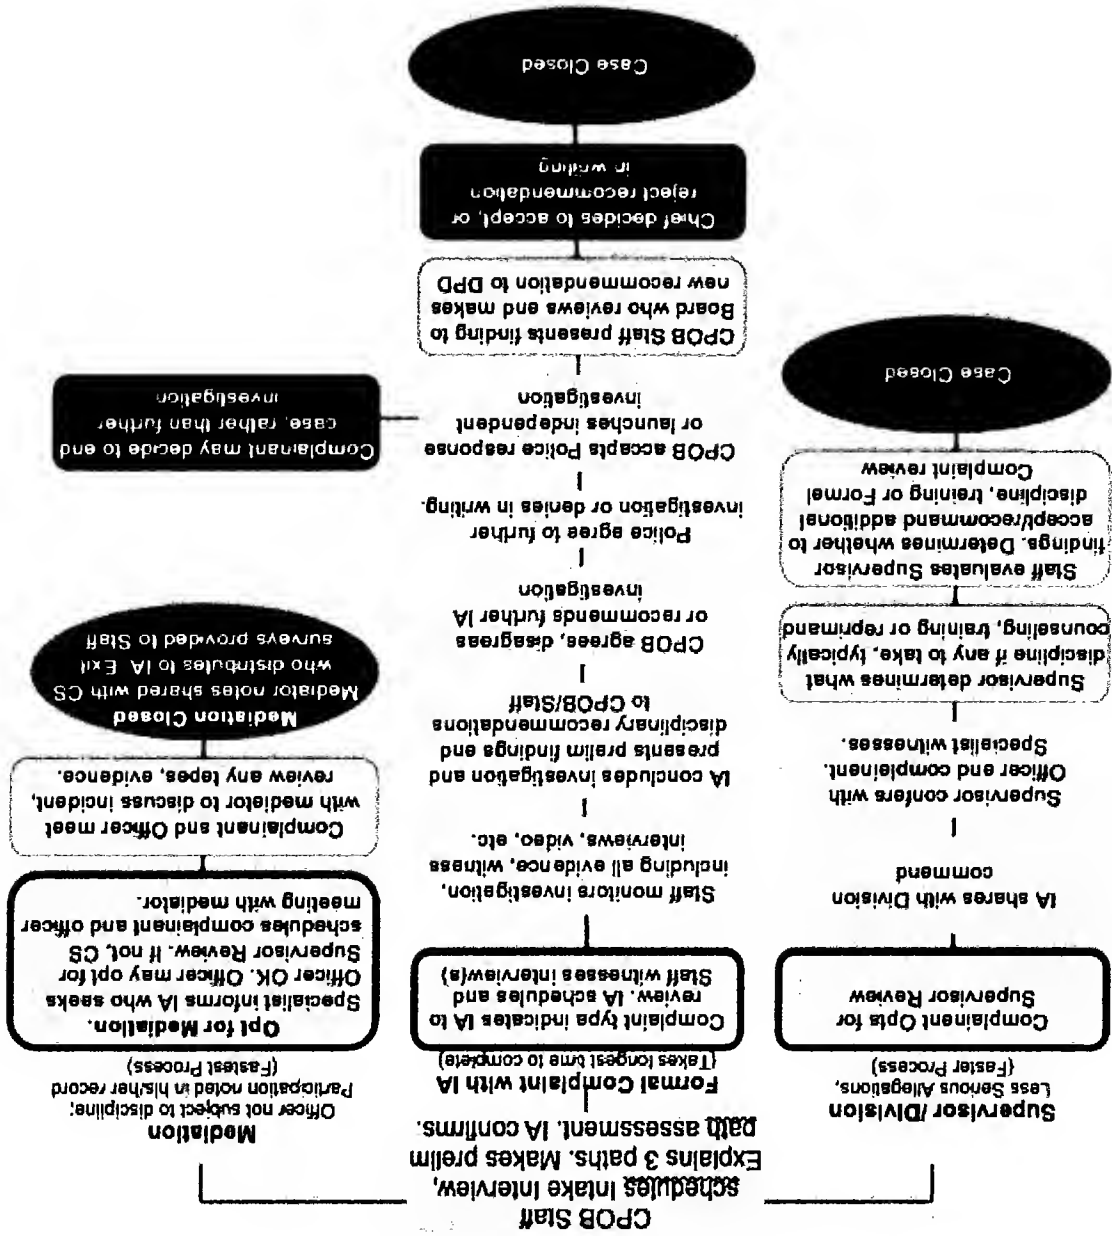 CPOB Staff
schedules Intake Interview,
Explains 3 paths. Makes prelim
path assessment. IA confirms.
Mediation
Officer not subject to discipline;
Participation noted in his/her record
(Fastest Process)
Opt for Mediation.
Specialist informs IA who seeks
Officer OK. Officer may opt for
Supervisor Review. If not, CS
schedules complainant and officer
meeting with mediator.
Complainant and Officer meet
with mediator to discuss incident,
review any tepes, evidence.
Mediation Closed
Mediator notes shared with CS
who distributes to IA Exit
surveys provided to Staff
Formal Complaint with IA
(Takes longest time to complete)
Complaint type indicates IA to
review. IA schedules and
Staff witnesses interview(s)
Staff monitors investigation,
including all evidence, witness
interviews, video, etc.
IA concludes investigation and
presents prelim findings end
disciplinary recommendations
to CPOB/Staff
CPOB agrees, disagrees
or recommends further IA
investigation
Police agree to further
investigation or denies in writing.
CPOB accepts Police response
or launches independent
investigation
Complainant may decide to end
case, rather than further
investigation
CPOB Staff presents finding to
Board who reviews end makes
new recommendation to DPD
Chief decides to accept, or
reject recommendation
in writing
Case Closed
Supervisor/Division
Less Serious Allegations,
(Faster Process)
Complainent Opts for
Supervisor Review
IA shares with Division
commend
Supervisor confers with
Officer end compleinent.
Specialist witnesses.
Supervisor determines what
discipline if any to take, typically
counseling, training or reprimand
Staff evaluates Supervisor
findings. Determines whether to
accept/recommand additional
discipline, training or Formel
Complaint review
Case Closed